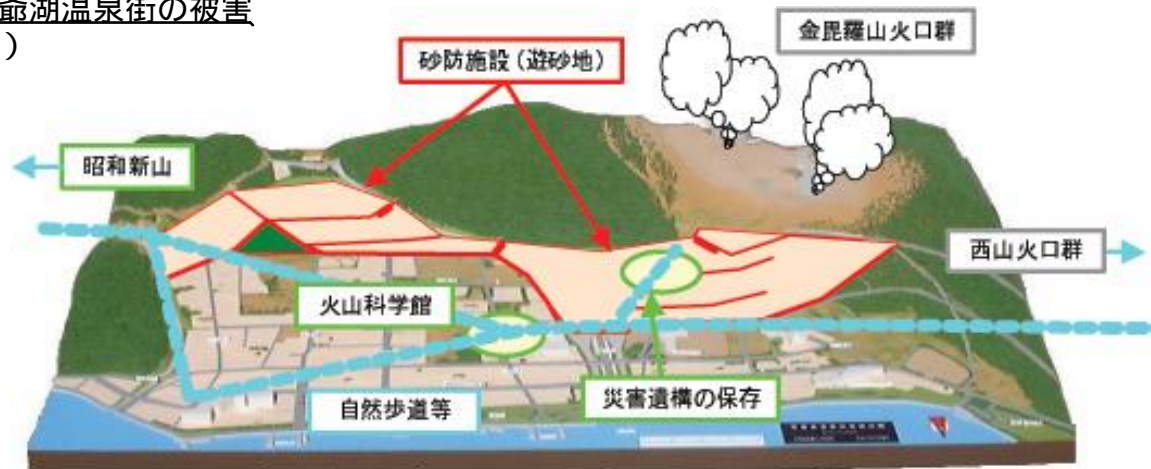 爺湖温泉街の被害
)
金毘羅山火口群
砂防施設（遊砂地）
昭和新山
西山火口群
火山科学館
自然歩道等
災害遺構の保存